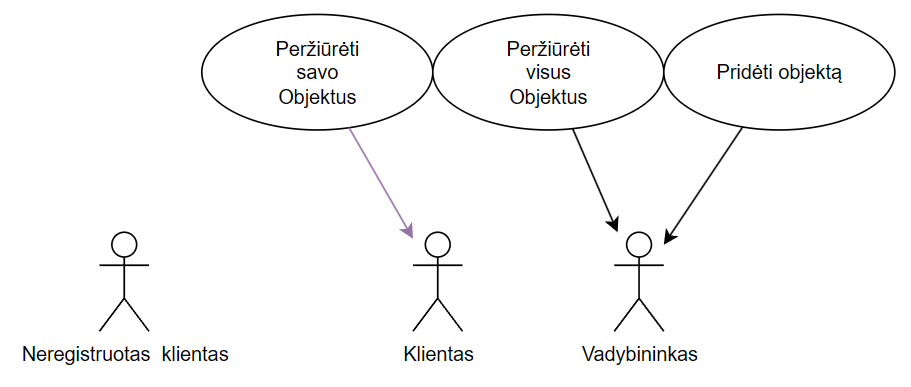 Peržiūrėti
savo
Objektus
Peržiūrėti
visus
Objektus
Pridėti objektą
Neregistruotas klientas
Klientas
Vadybininkas